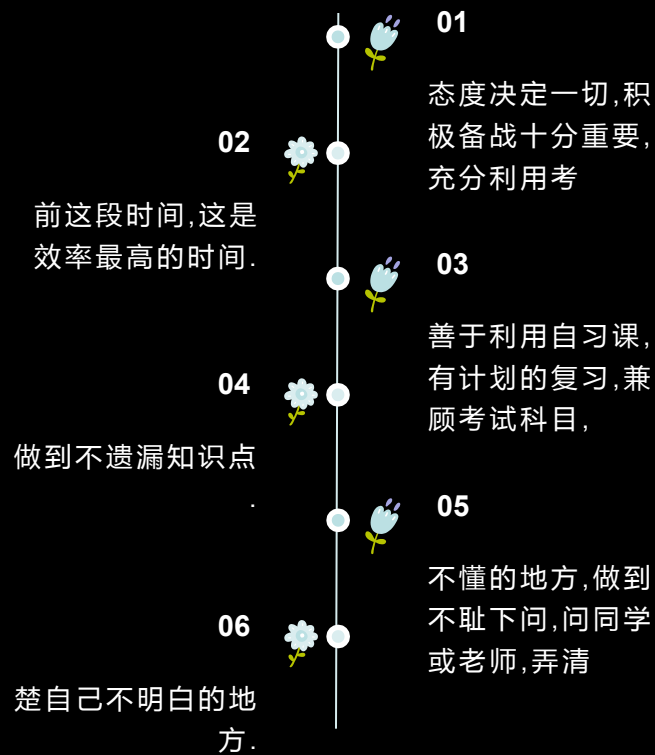 01
态度决定一切,积
极备战十分重要,
充分利用考
02
前这段时间,这是
效率最高的时间.
03
善于利用自习课,
有计划的复习,兼
顾考试科目,
04
做到不遗漏知识点
.
05
不懂的地方,做到
不耻下问,问同学
或老师,弄清
06
楚自己不明白的地
方.